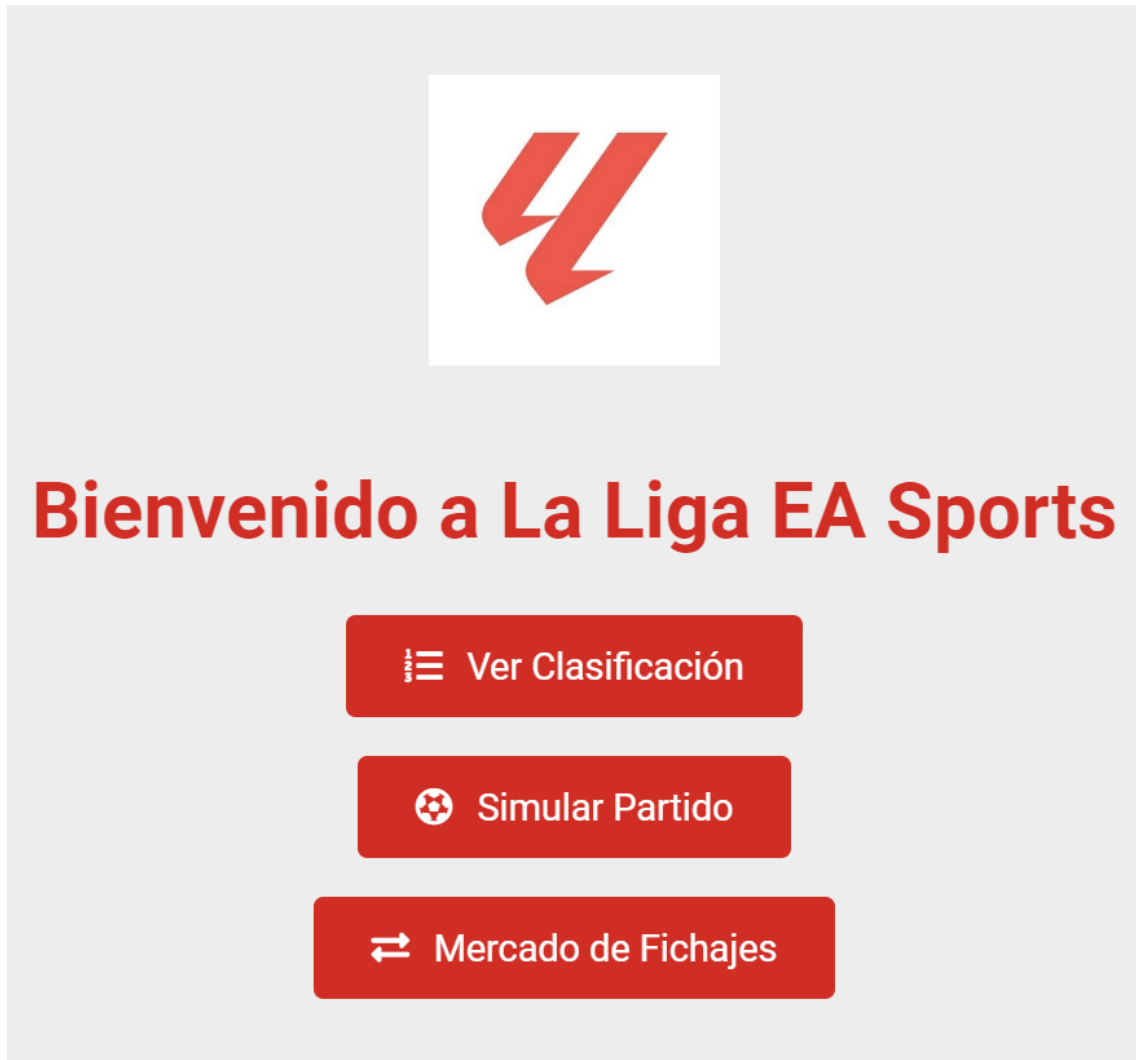 Bienvenido a La Liga EA Sports
Ver Clasificación
Simular Partido
Mercado de Fichajes